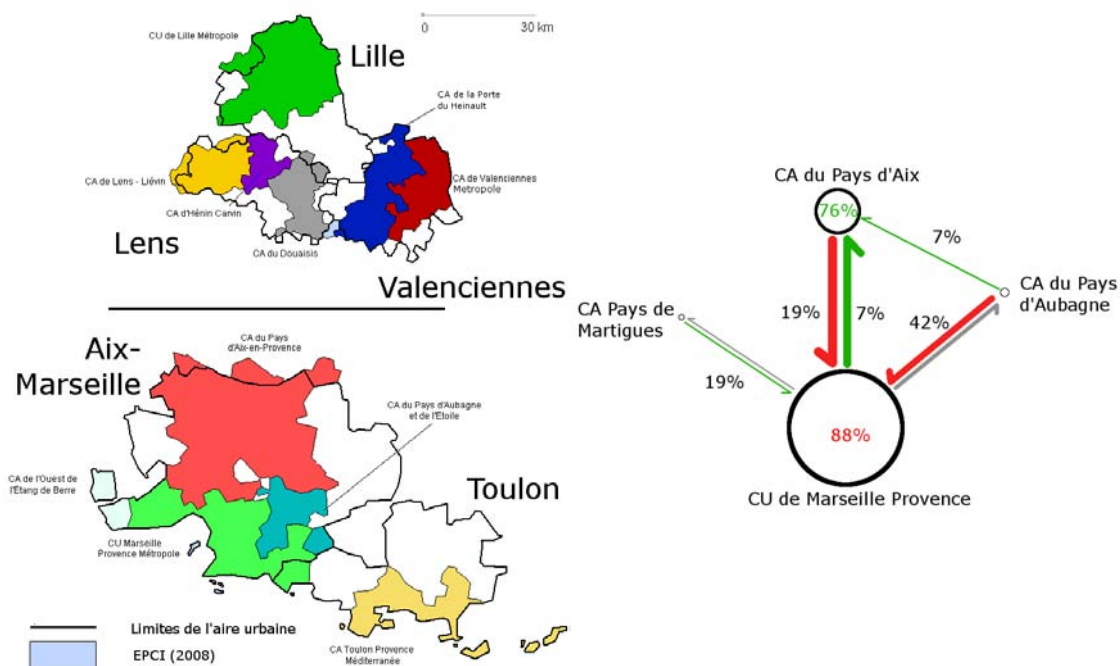 0
30 km
CU de Lille Métropole
Lille
CA de la Porte
du Heinault
CA de Lens - Liévin
CA de Valenciennes
Metropole
CA d'Hénin Carvin
Lens
CA du Douaisis
Valenciennes
Aix-
Marseille
CA du Pays
d'Aix-en-Provence
CA du Pays d'Aubagne
et de l'Etoile
CA de l'Ouest de
l'Étang de Berre
Toulon
CU Marseille
Provence Métropole
Limites de l'aire urbaine
EPCI (2008)
CA Toulon Provence
Méditerranée
CA du Pays d'Aix
76%
7%
CA du Pays
d'Aubagne
CA Pays de
Martigues
19%
7%
42%
19%
88%
CU de Marseille Provence